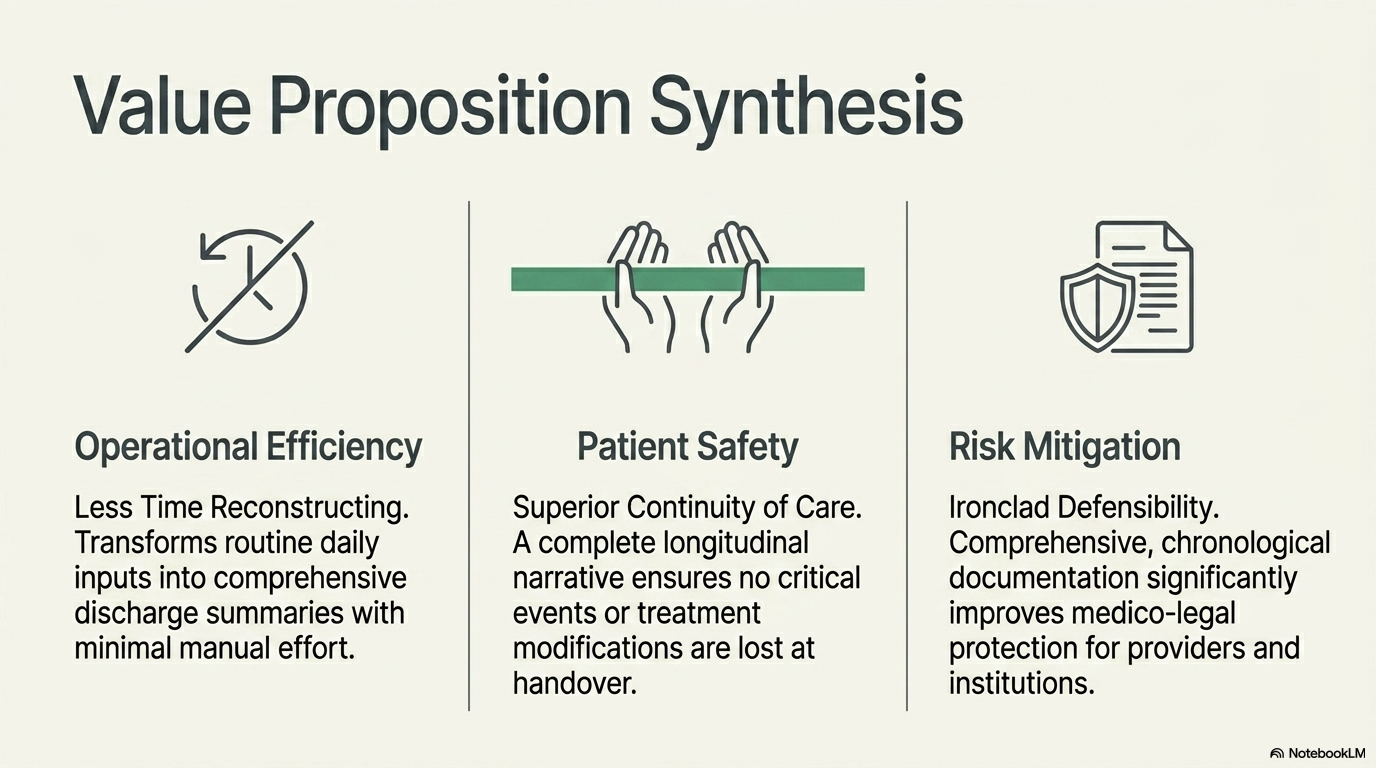 Value Proposition Synthesis
Operational Efficiency
Less Time Reconstructing.
Transforms routine daily
inputs into comprehensive
discharge summaries with
minimal manual effort.
Patient Safety
Superior Continuity of Care.
A complete longitudinal
narrative ensures no critical
events or treatment
modifications are lost at
handover.
Risk Mitigation
Ironclad Defensibility.
Comprehensive, chronological
documentation significantly
improves medico-legal
protection for providers and
institutions.
NotebookLM